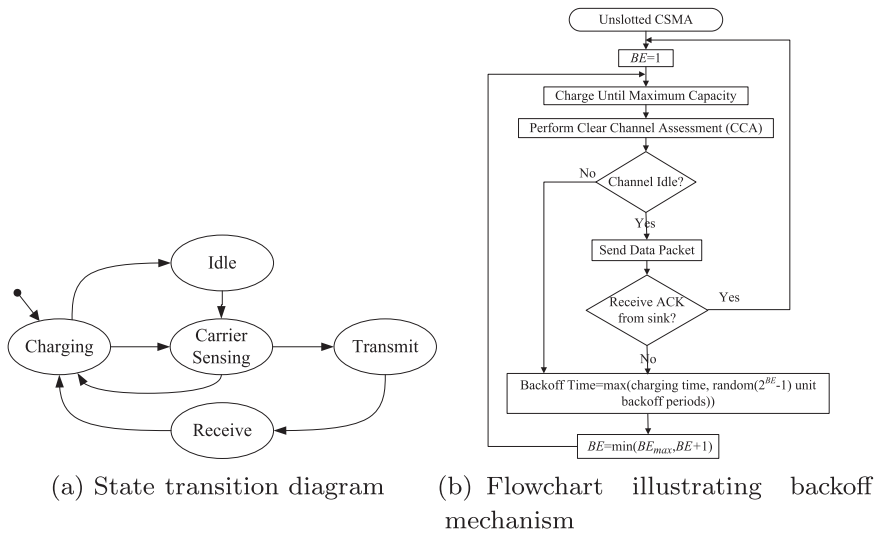 Idle
Charging
Carrier
Sensing
Transmit
Receive
(a) State transition diagram
Unslotted CSMA
BE=1
Charge Until Maximum Capacity
Perform Clear Channel Assessment (CCA)
No
Channel Idle?
Yes
Send Data Packet
Receive ACK
from sink?
Yes
No
Backoff Time=max(charging time, random(2^BE-1) unit
backoff periods))
BE=min(BEmax,BE+1)
(b) Flowchart illustrating backoff
mechanism